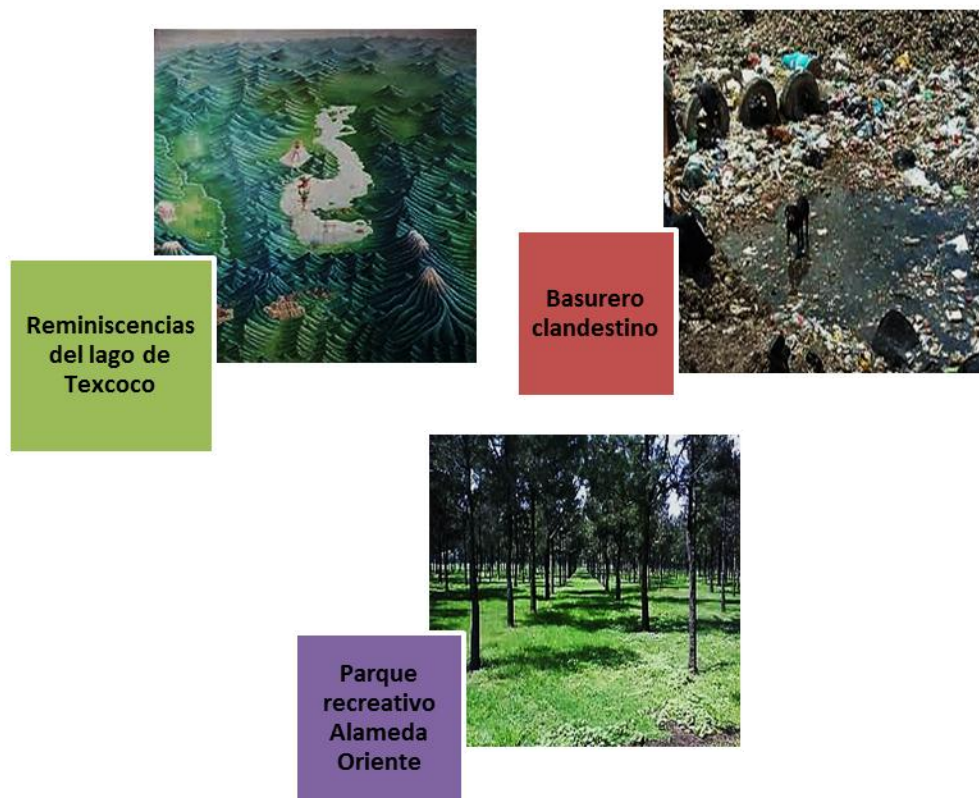 Reminiscencias
del lago de
Texcoco
Basurero
clandestino
Parque
recreativo
Alameda
Oriente